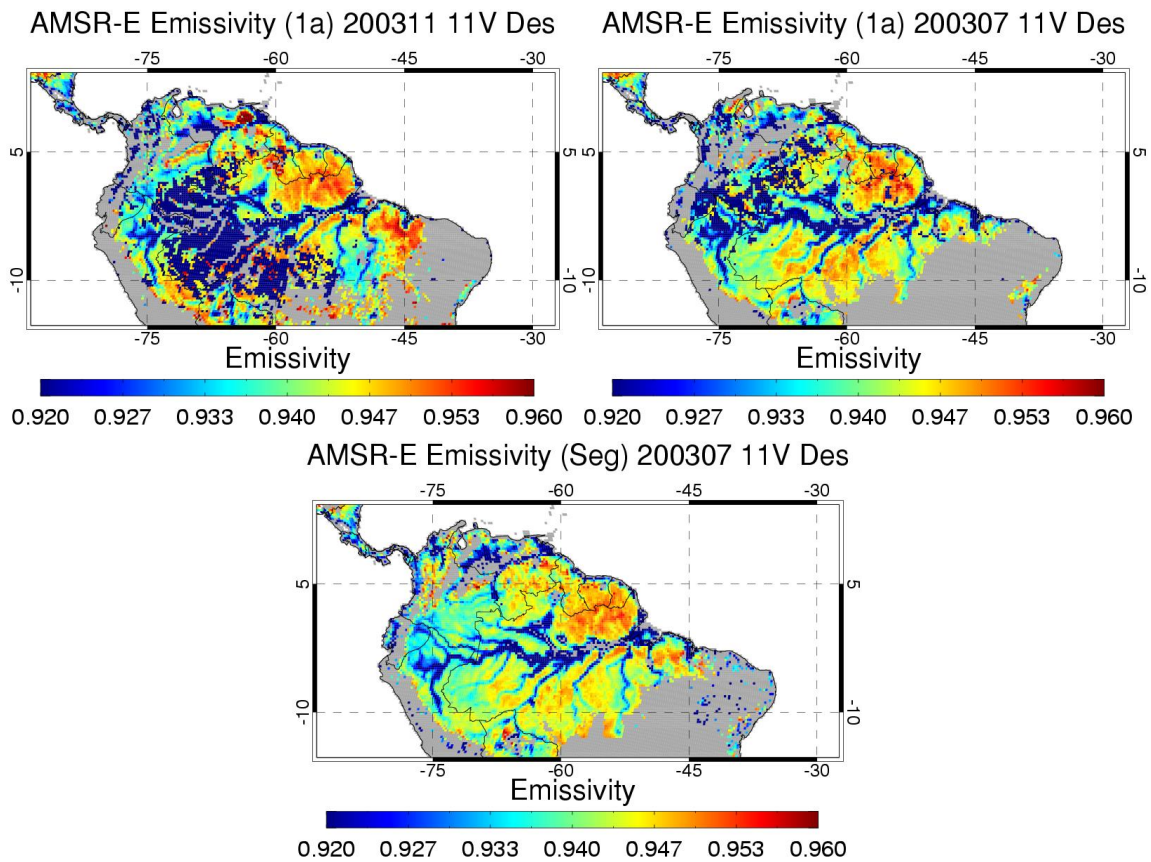 AMSR-E Emissivity (1a) 200311 11V Des
-75 -60 -45 -30
5 5
-10 -10
-75 -60 -45 -30
Emissivity
0.920 0.927 0.933 0.940 0.947 0.953 0.960
AMSR-E Emissivity (1a) 200307 11V Des
-75 -60 -45 -30
5 5
-10 -10
-75 -60 -45 -30
Emissivity
0.920 0.927 0.933 0.940 0.947 0.953 0.960
AMSR-E Emissivity (Seg) 200307 11V Des
-75 -60 -45 -30
5 5
-10 -10
-75 -60 -45 -30
Emissivity
0.920 0.927 0.933 0.940 0.947 0.953 0.960